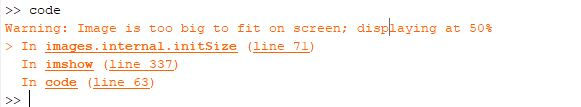 >> code
Warning: Image is too big to fit on screen; displaying at 50%
> In images.internal.initSize (line 71)
In imshow (line 337)
In code (line 63)
>>